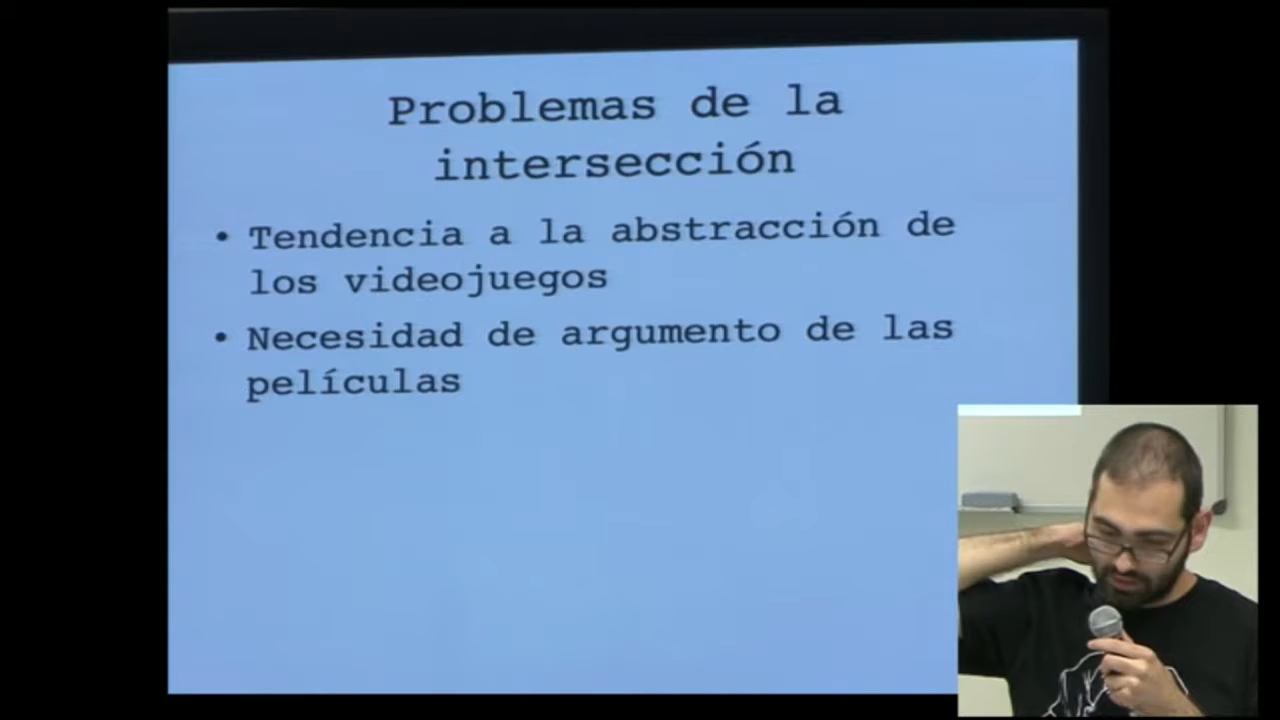 Problemas de la
intersección
• Tendencia a la abstracción de
los videojuegos
• Necesidad de argumento de las
películas